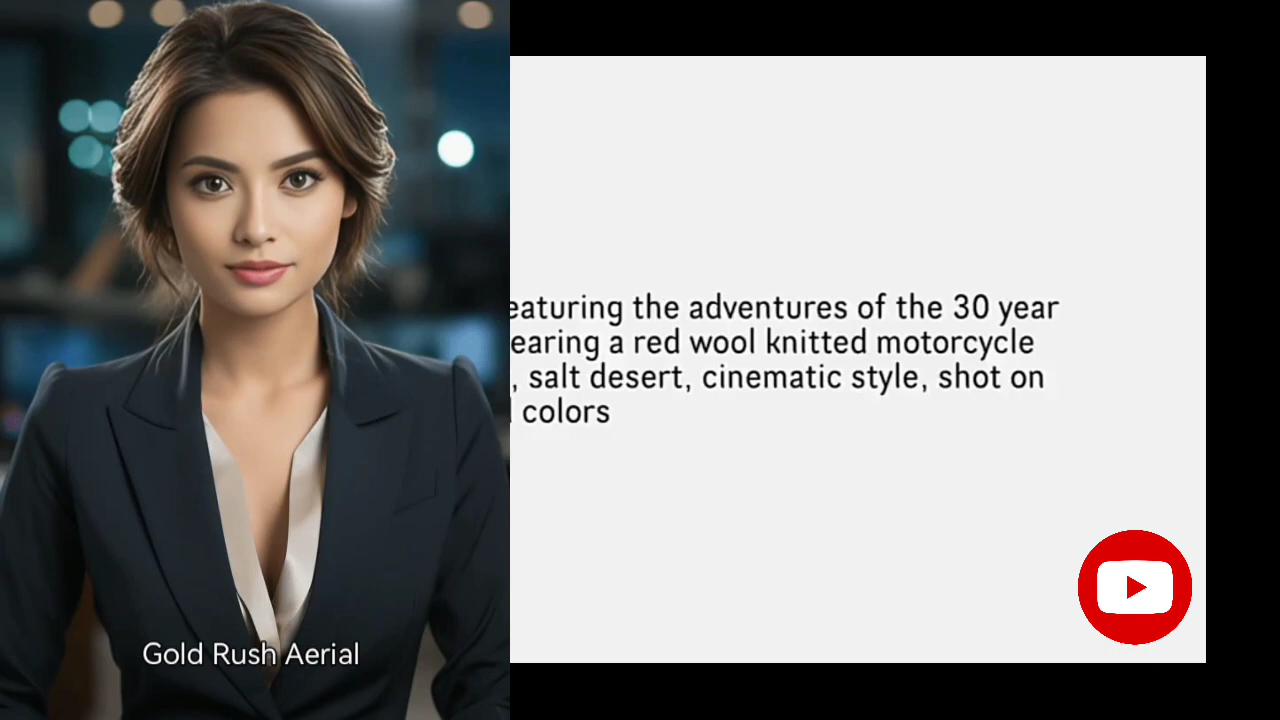 eaturing the adventures of the 30 year
earing a red wool knitted motorcycle
, salt desert, cinematic style, shot on
colors
Gold Rush Aerial